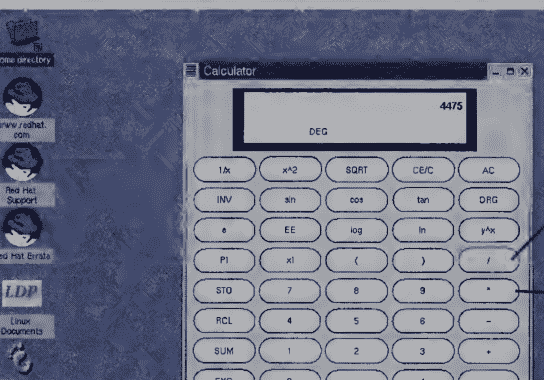 ome directory
www.redhat.
com
Red Hat
Support
ed Hat Errata
LDP
Linux
Documents
Calculator
4475
DEG
1/x x^2 SQRT CE/C AC
INV sin cos tan DRG
e EE log ln y^x
PI x! ( ) /
STO 7 8 9 *
RCL 4 5 6 -
SUM 1 2 3 +